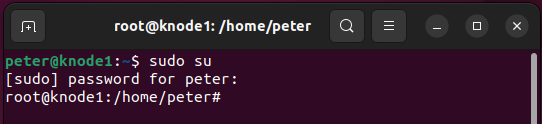 root@knode1: /home/peter
peter@knode1:~$ sudo su
[sudo] password for peter:
root@knode1:/home/peter#